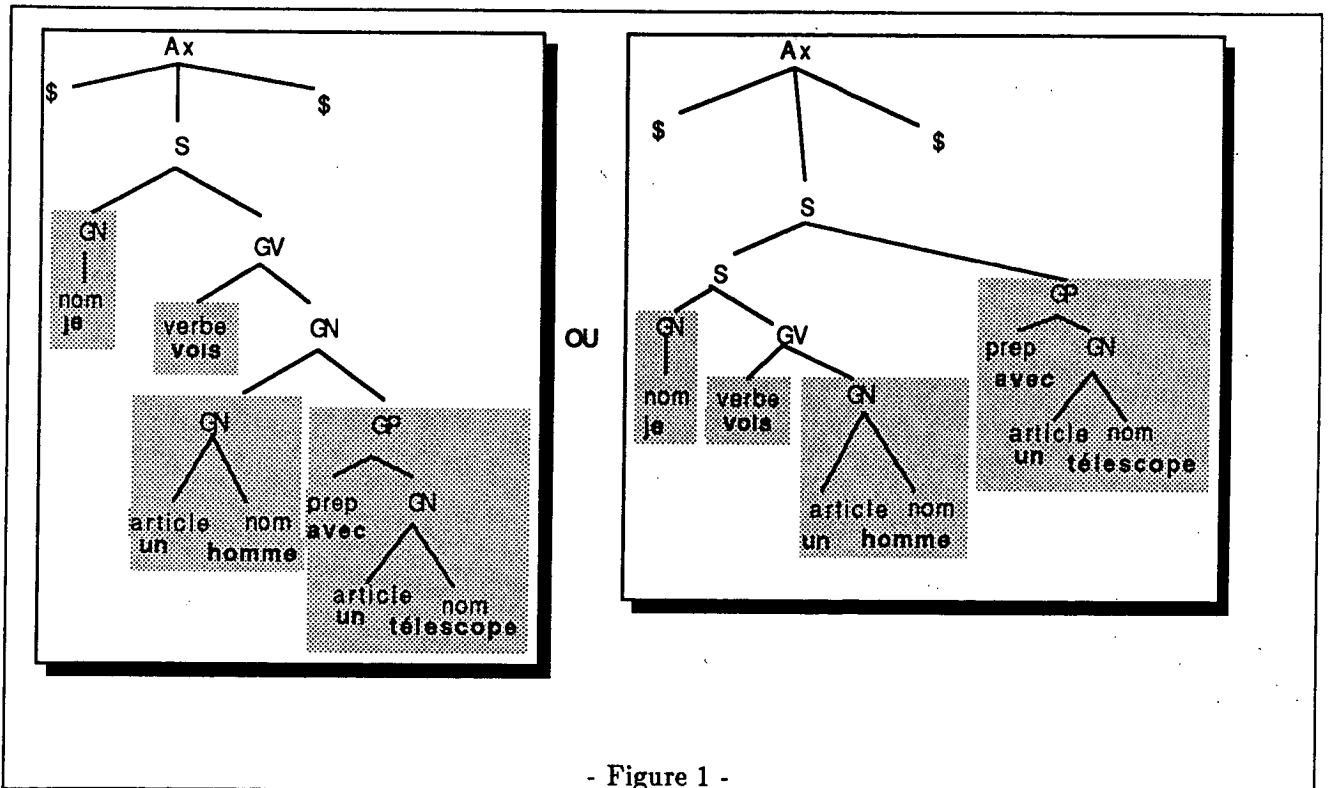 Ax
$ $
S
GN
GV
nom
je
verbe
vois
GN
GN
GP
prep
avec
GN
article nom
un homme
article nom
un télescope
OU
Ax
$ $
S
S
GP
GN
GV
prep
avec
GN
nom
je
verbe
vois
GN
article nom
un télescope
article nom
un homme
- Figure 1 -